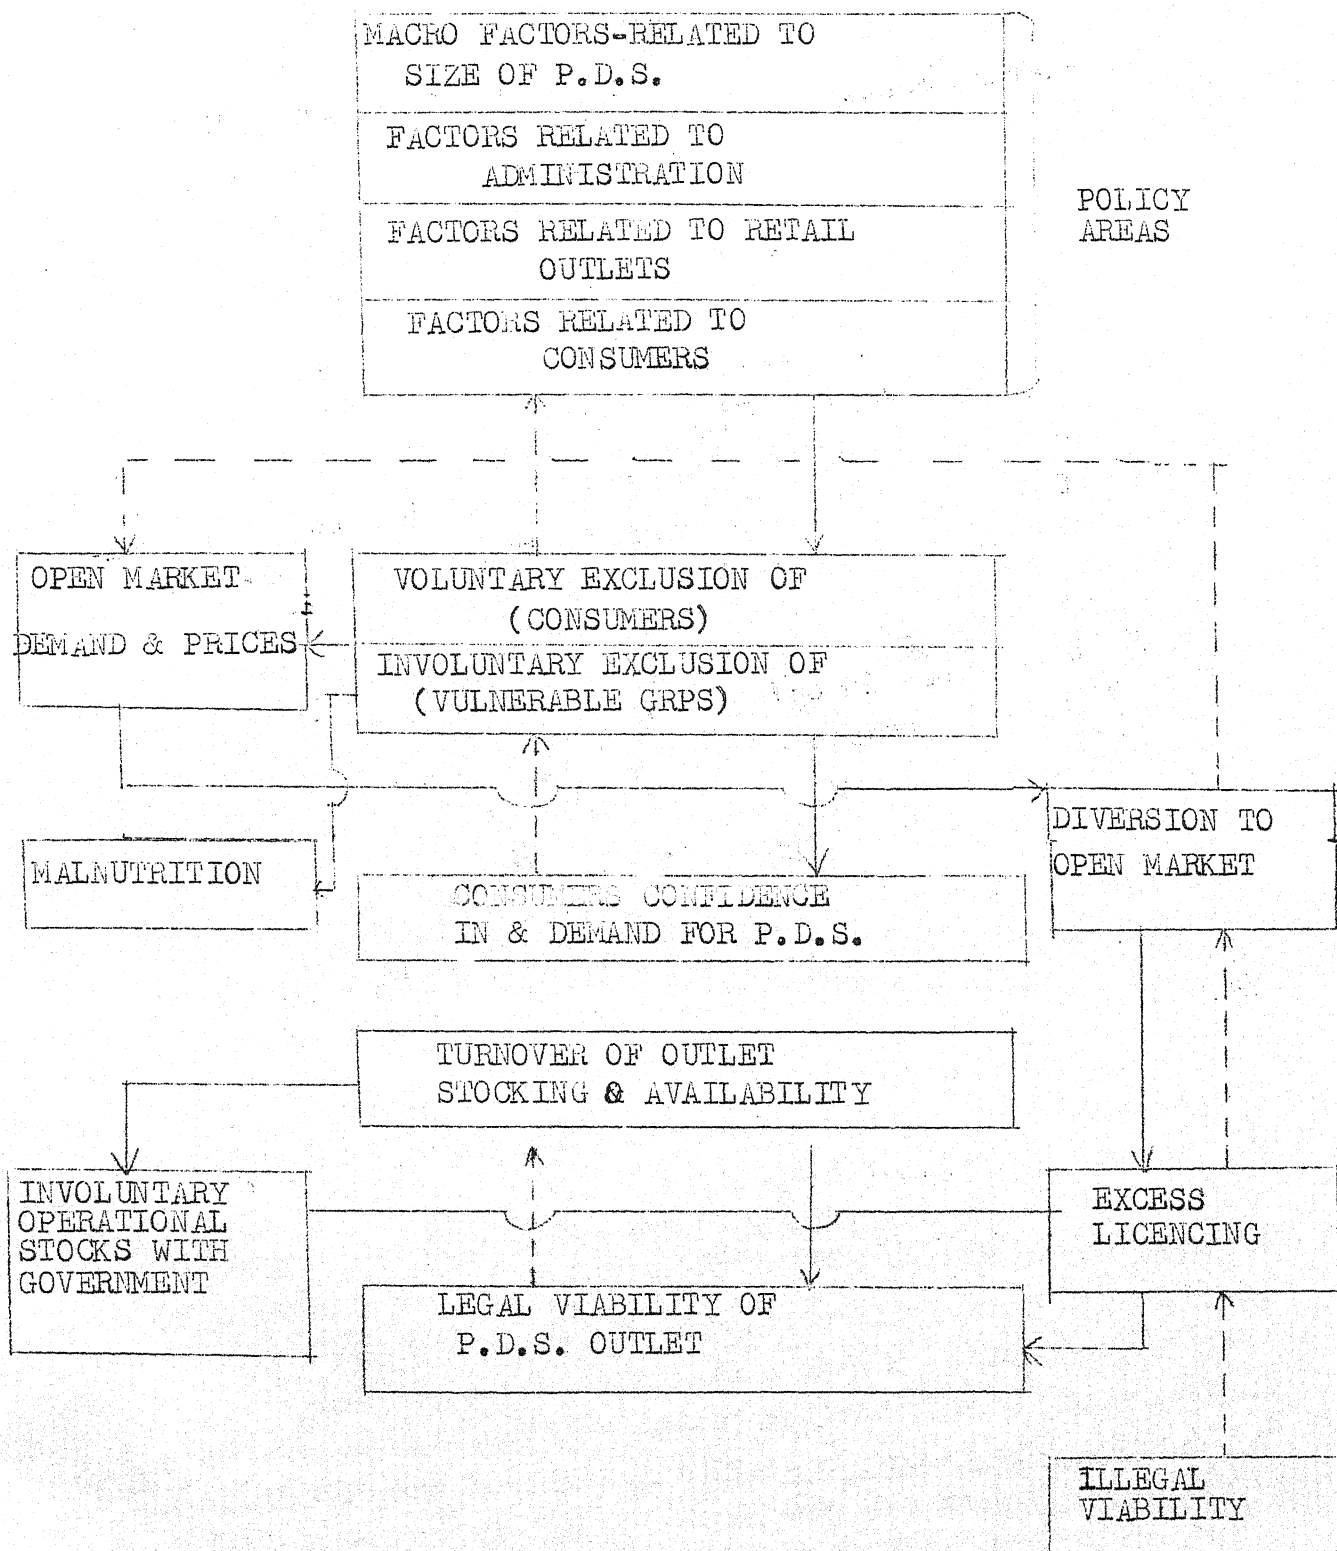 MACRO FACTORS-RELATED TO
SIZE OF P.D.S.
FACTORS RELATED TO
ADMINISTRATION
FACTORS RELATED TO RETAIL
OUTLETS
FACTORS RELATED TO
CONSUMERS
POLICY
AREAS
OPEN MARKET
DEMAND & PRICES
VOLUNTARY EXCLUSION OF
(CONSUMERS)
INVOLUNTARY EXCLUSION OF
(VULNERABLE GRPS)
MALNUTRITION
CONSUMERS CONFIDENCE
IN & DEMAND FOR P.D.S.
DIVERSION TO
OPEN MARKET
TURNOVER OF OUTLET
STOCKING & AVAILABILITY
INVOLUNTARY
OPERATIONAL
STOCKS WITH
GOVERNMENT
EXCESS
LICENCING
LEGAL VIABILITY OF
P.D.S. OUTLET
ILLEGAL
VIABILITY